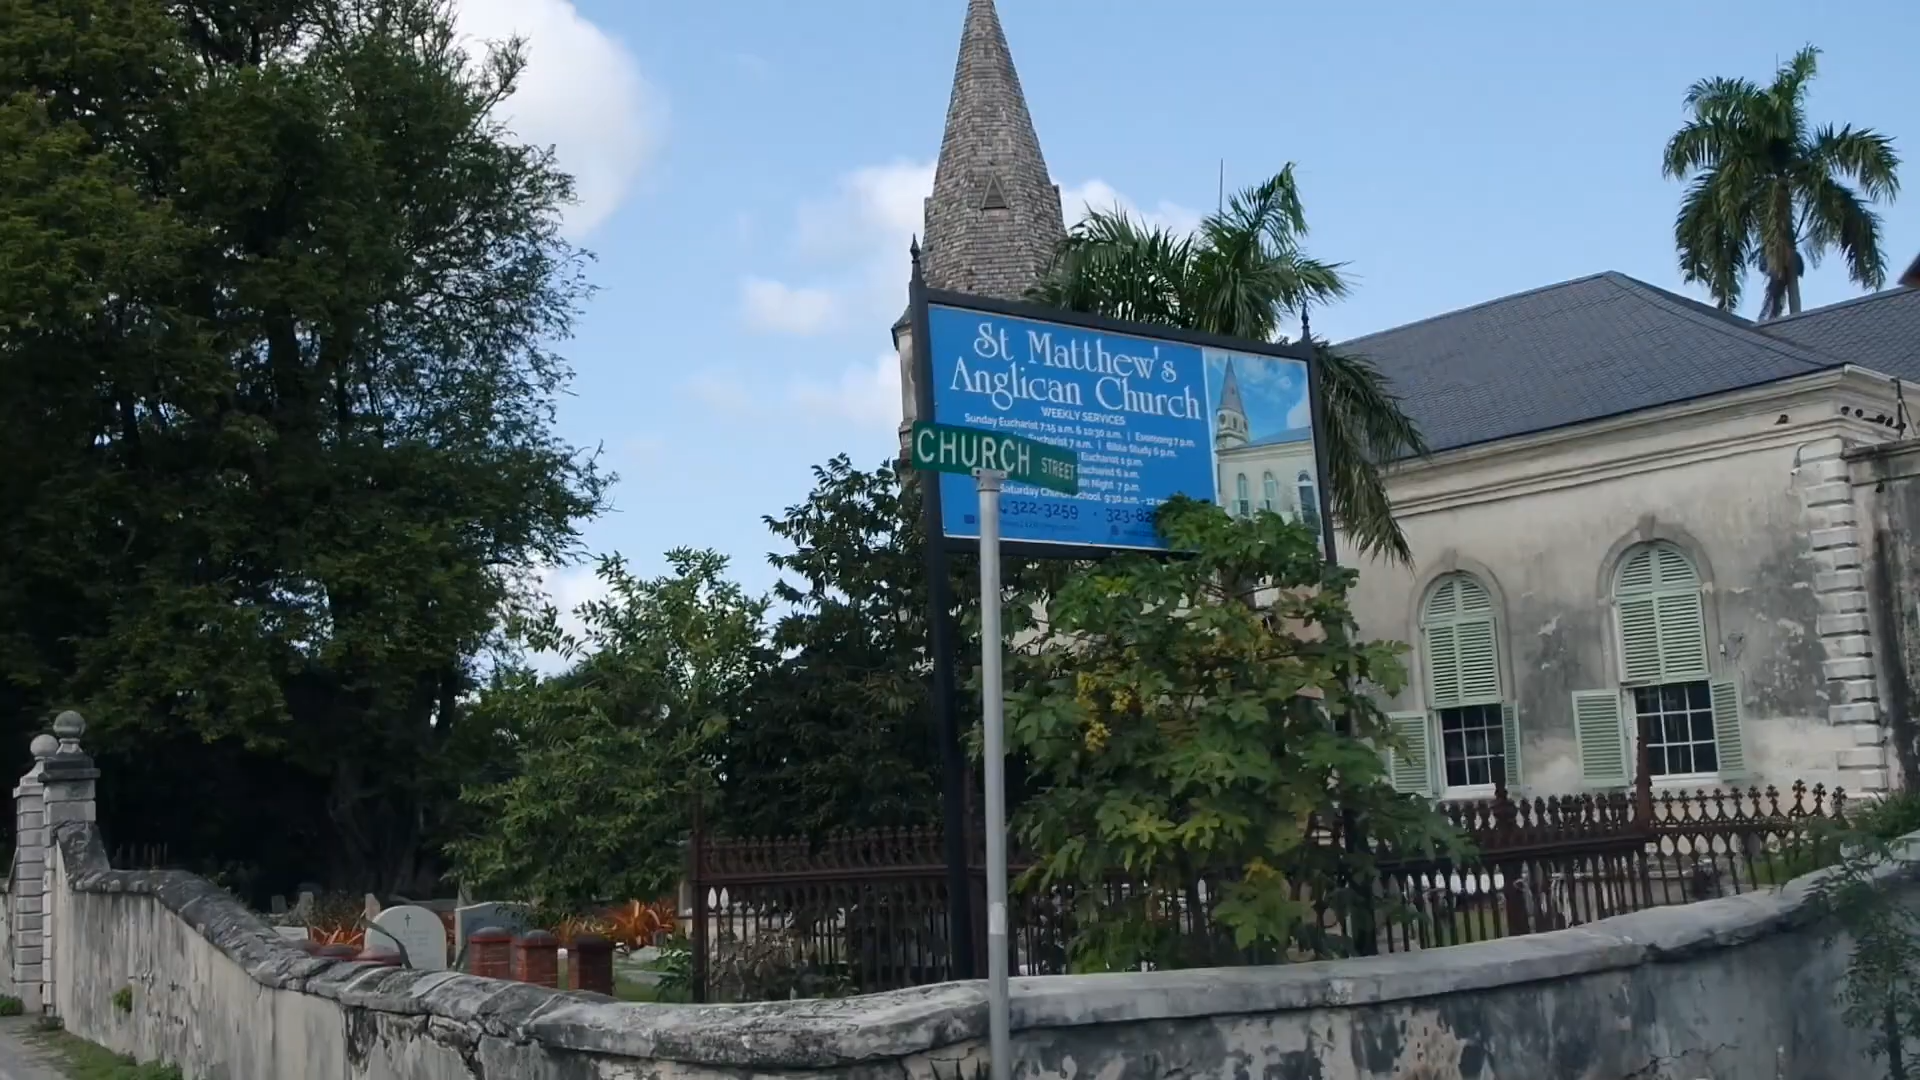 St Matthew's
Anglican Church
WEEKLY SERVICES
Sunday Eucharist 7:15 a.m. & 10:30 a.m. | Evensong 7 p.m.
Eucharist 7 a.m. | Bible Study 6 p.m.
Eucharist 1 p.m.
Eucharist 6 a.m.
Night 7 p.m.
Saturday Church School 9:30 a.m. - 12
322-3259 · 323-82
CHURCH STREET